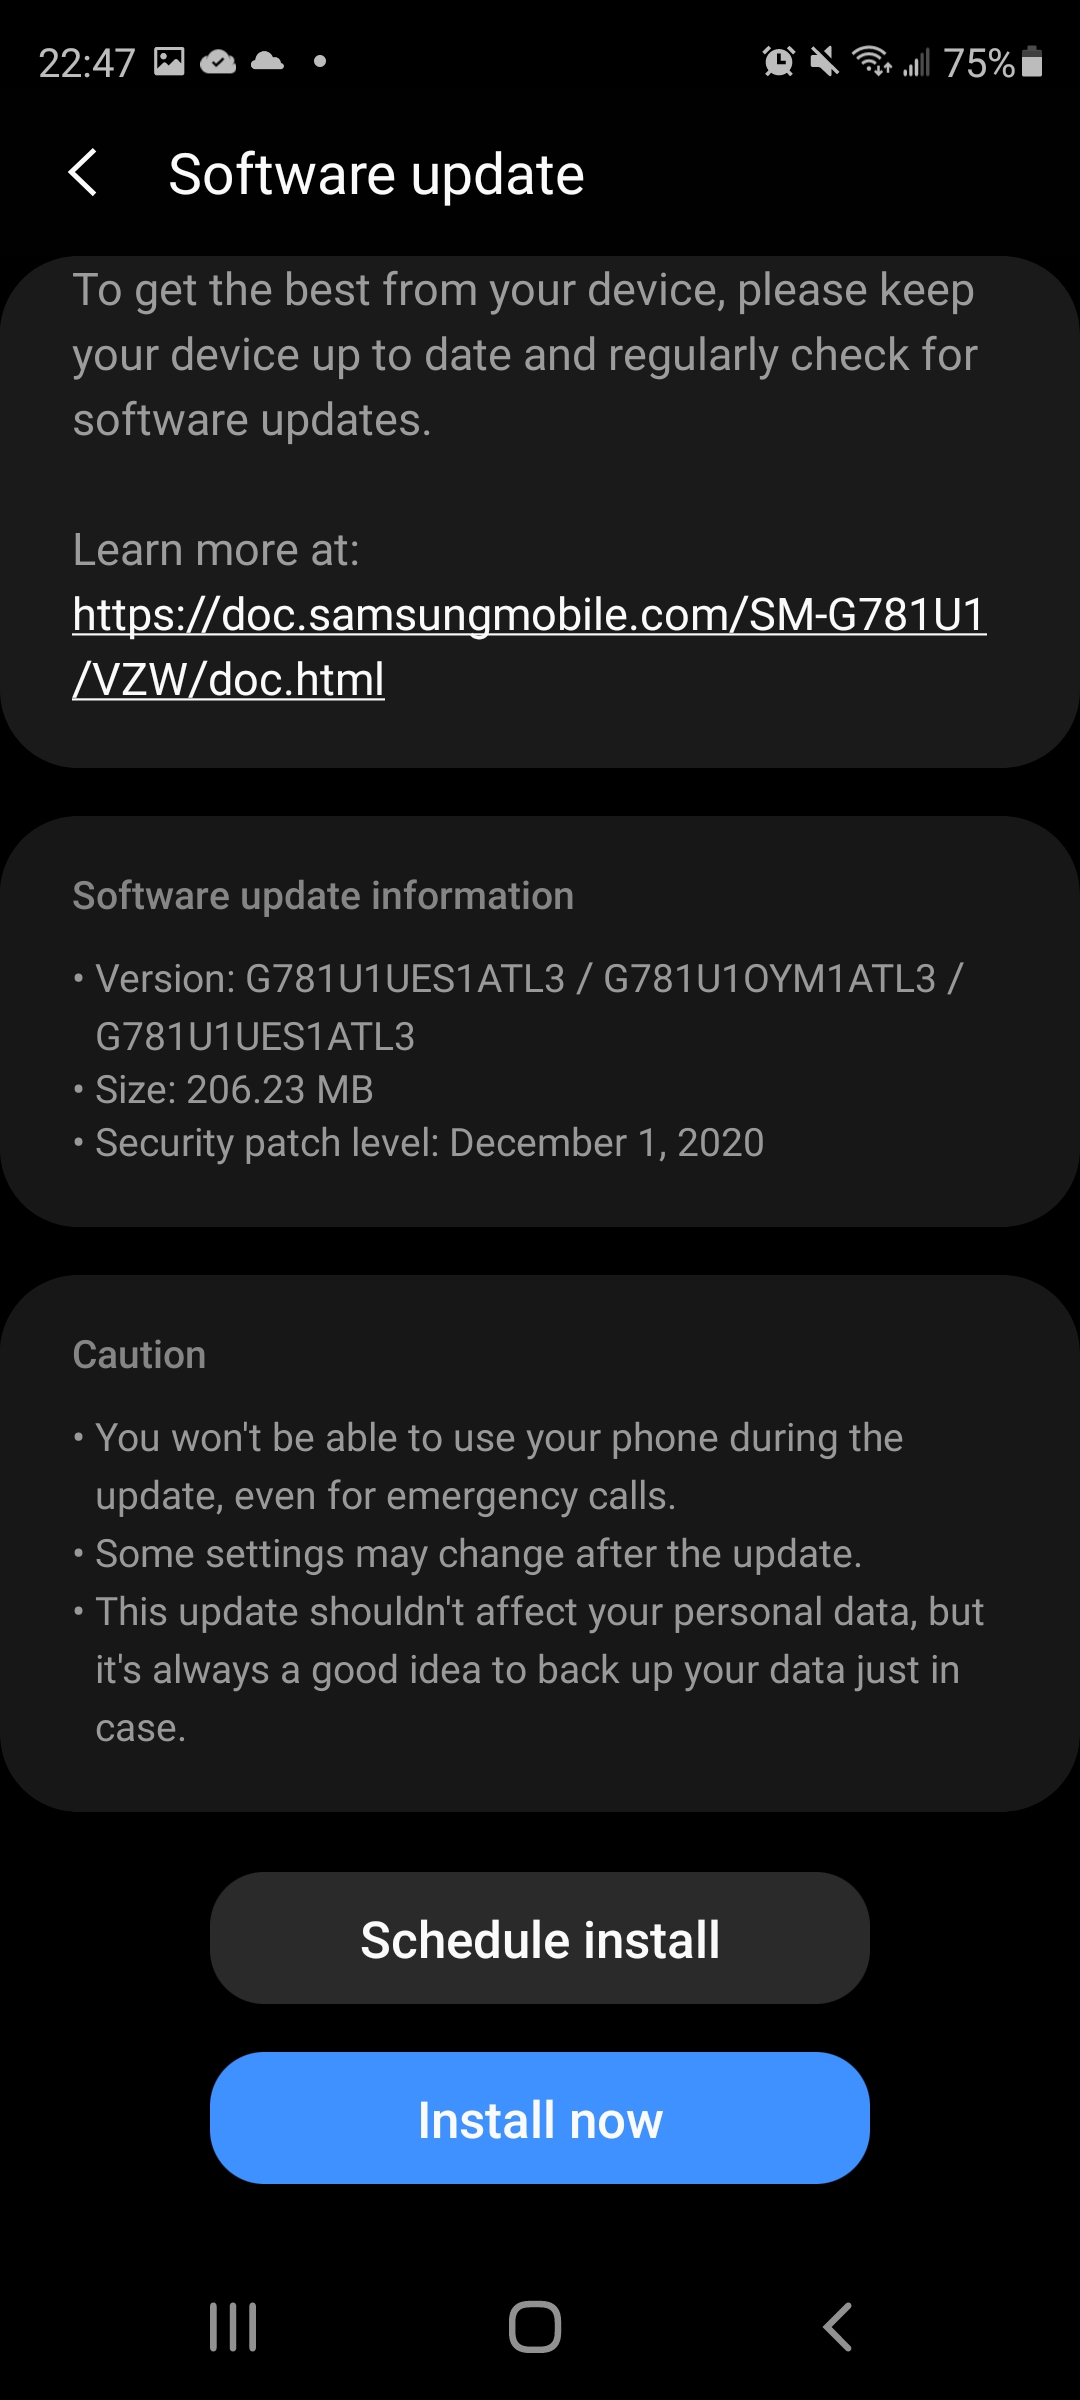 22:47 75%
Software update
To get the best from your device, please keep
your device up to date and regularly check for
software updates.
Learn more at:
https://doc.samsungmobile.com/SM-G781U1
/VZW/doc.html
Software update information
• Version: G781U1UES1ATL3 / G781U1OYM1ATL3 /
G781U1UES1ATL3
• Size: 206.23 MB
• Security patch level: December 1, 2020
Caution
• You won't be able to use your phone during the
update, even for emergency calls.
• Some settings may change after the update.
• This update shouldn't affect your personal data, but
it's always a good idea to back up your data just in
case.
Schedule install
Install now